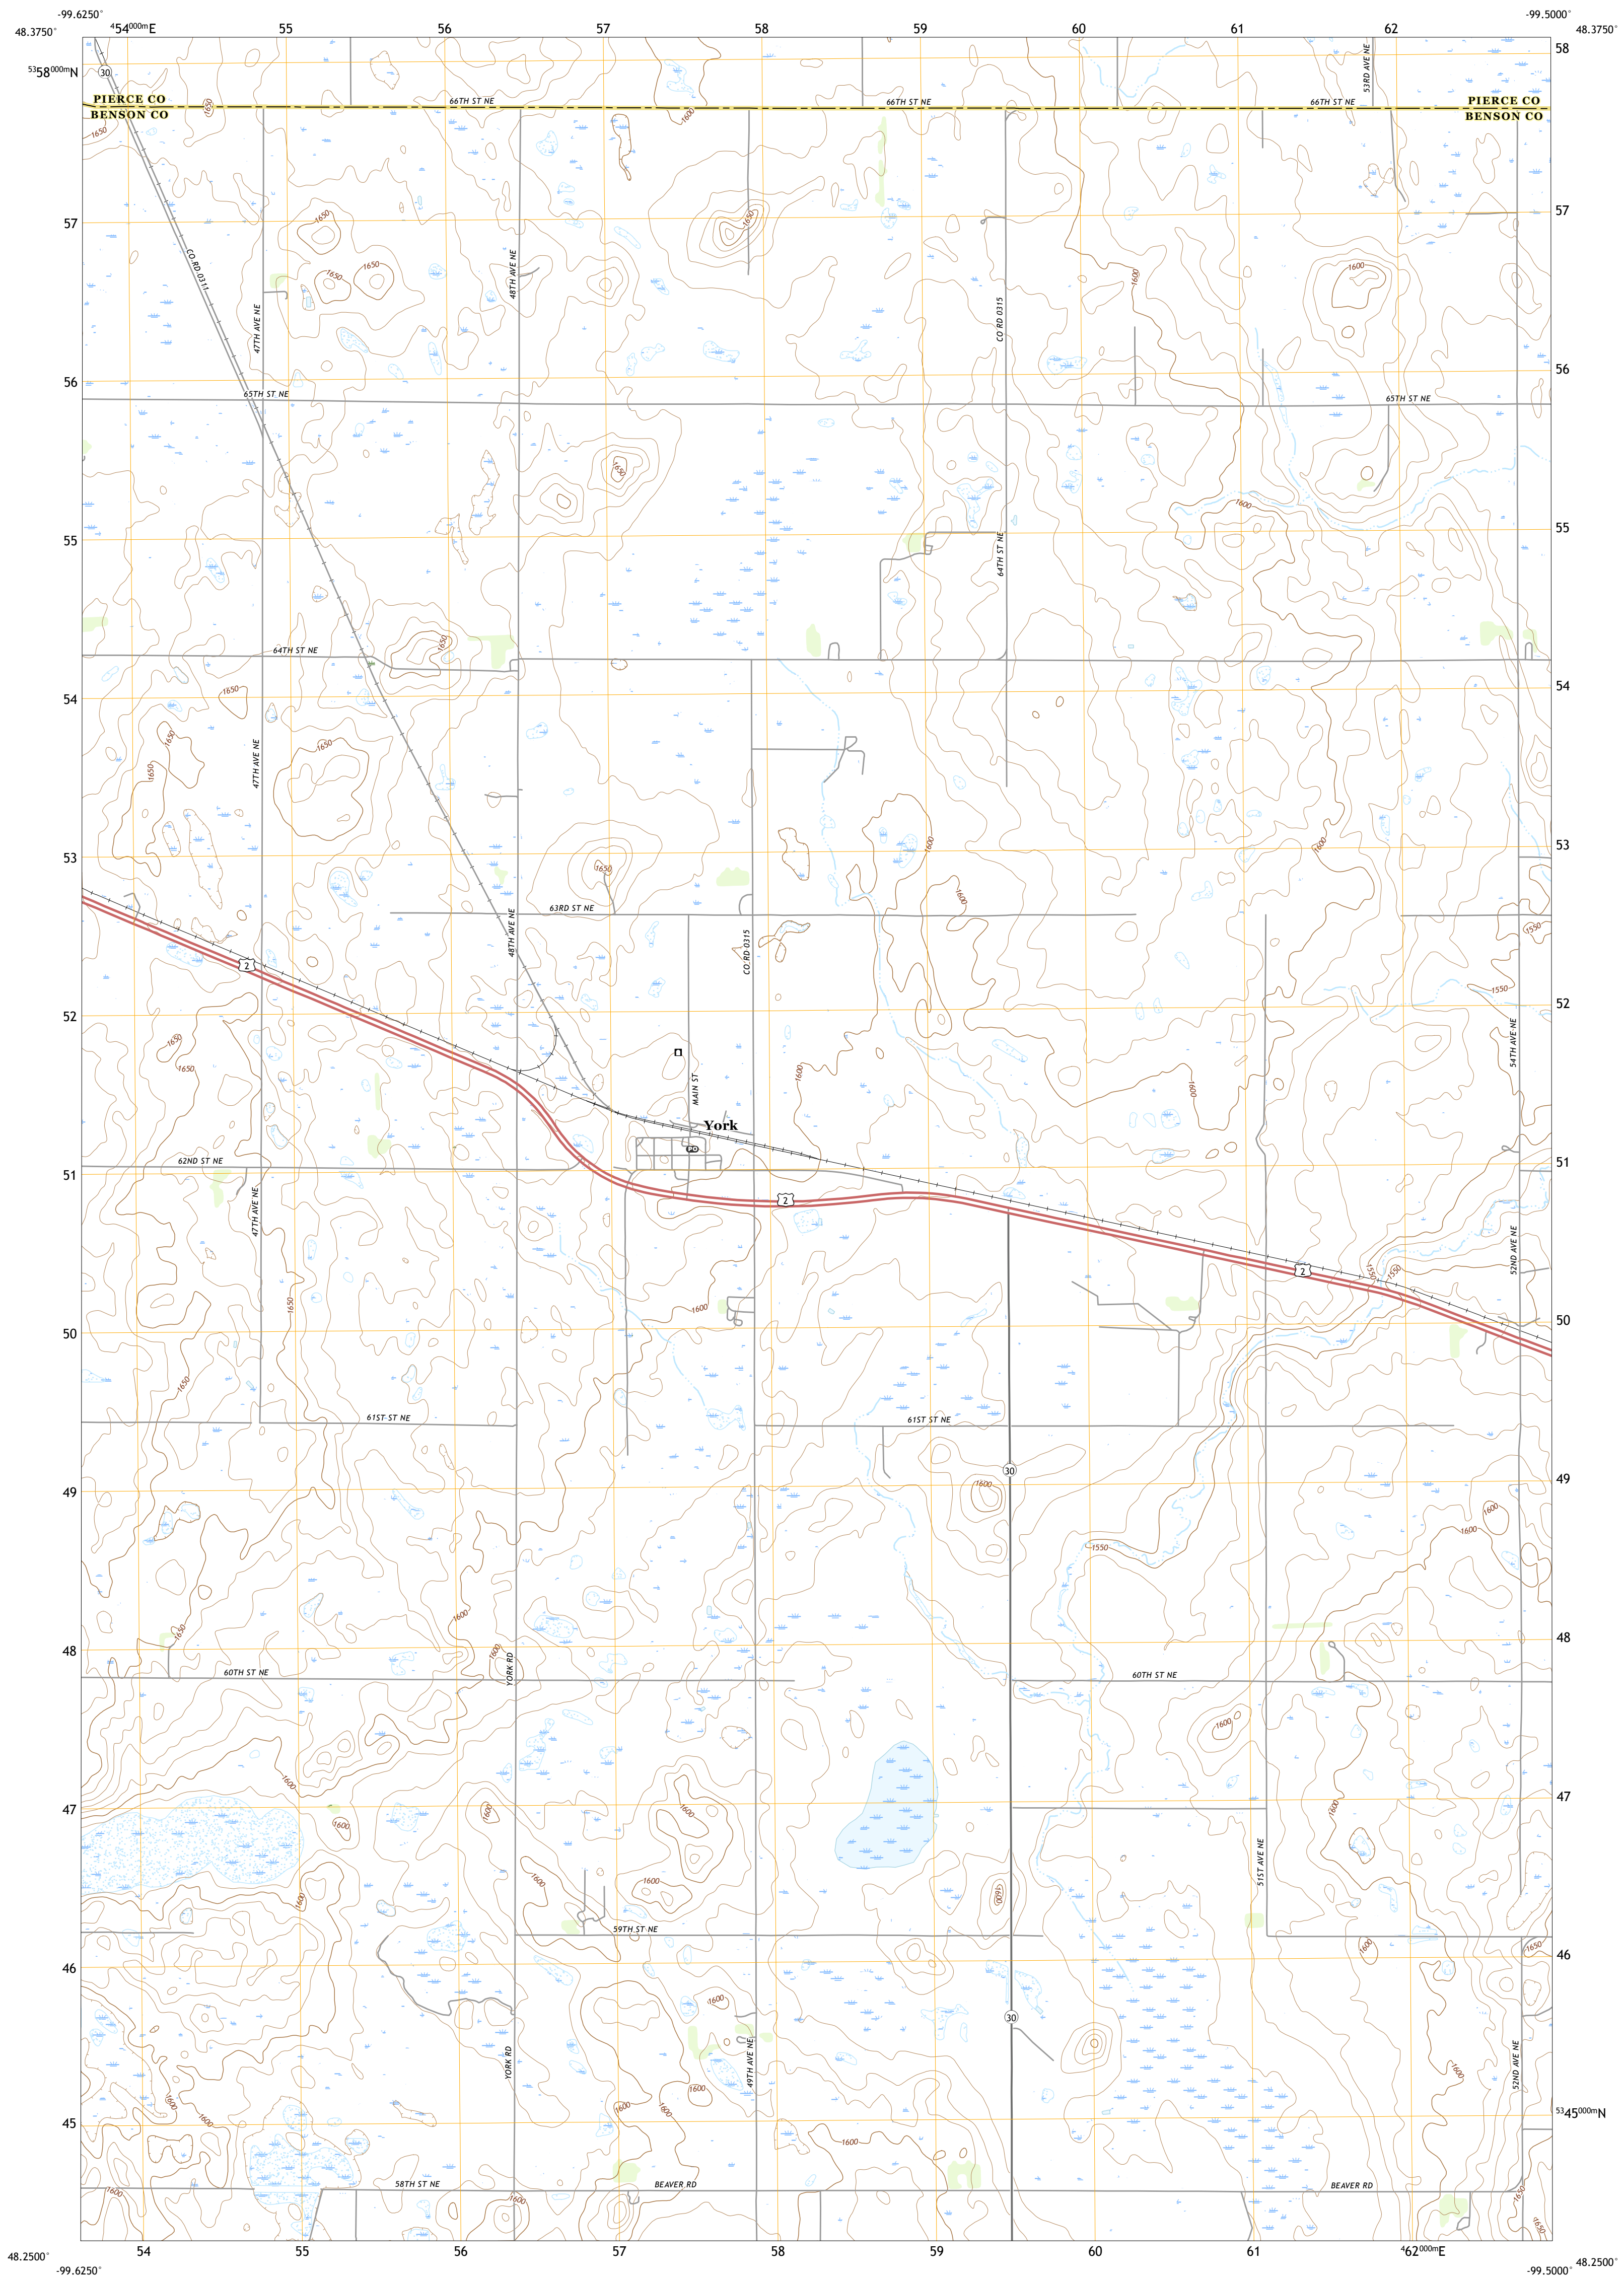 -99.6250°
-99.5000°
48.3750°
⁴54⁰⁰⁰ᵐE
55
56
57
58
59
60
61
62
48.3750°
⁵³58⁰⁰⁰ᵐN
30
53RD AVE NE
58
PIERCE CO
BENSON CO
1650
66TH ST NE
66TH ST NE
66TH ST NE
PIERCE CO
BENSON CO
1650
1600
57
1650
1650
57
CO RD 0311
47TH AVE NE
1650
1650
48TH AVE NE
CO RD 0315
1600
1600
56
56
65TH ST NE
65TH ST NE
1650
1600
55
64TH ST NE
55
64TH ST NE
1650
54
1650
54
1650
1650
47TH AVE NE
1650
53
1650
1600
1600
53
63RD ST NE
1600
48TH AVE NE
CO RD 0315
1550
2
1550
52
52
1650
1650
54TH AVE NE
1600
1600
MAIN ST
York
PO
62ND ST NE
51
51
47TH AVE NE
2
52ND AVE NE
2
1550
1550
1650
1600
50
50
1650
61ST ST NE
61ST ST NE
30
49
1600
49
1600
1600
1550
1600
1650
48
1600
48
60TH ST NE
YORK RD
60TH ST NE
1600
1600
47
1600
1600
1600
1600
47
51ST AVE NE
1600
1600
1600
59TH ST NE
46
1600
1650
46
1600
30
YORK RD
49TH AVE NE
52ND AVE NE
1600
1600
1600
1600
1600
1600
45
⁵³45⁰⁰⁰ᵐN
1600
58TH ST NE
BEAVER RD
BEAVER RD
1600
1600
1650
1650
54
55
56
57
58
59
60
61
⁴62⁰⁰⁰ᵐE
48.2500°
48.2500°
-99.6250°
-99.5000°